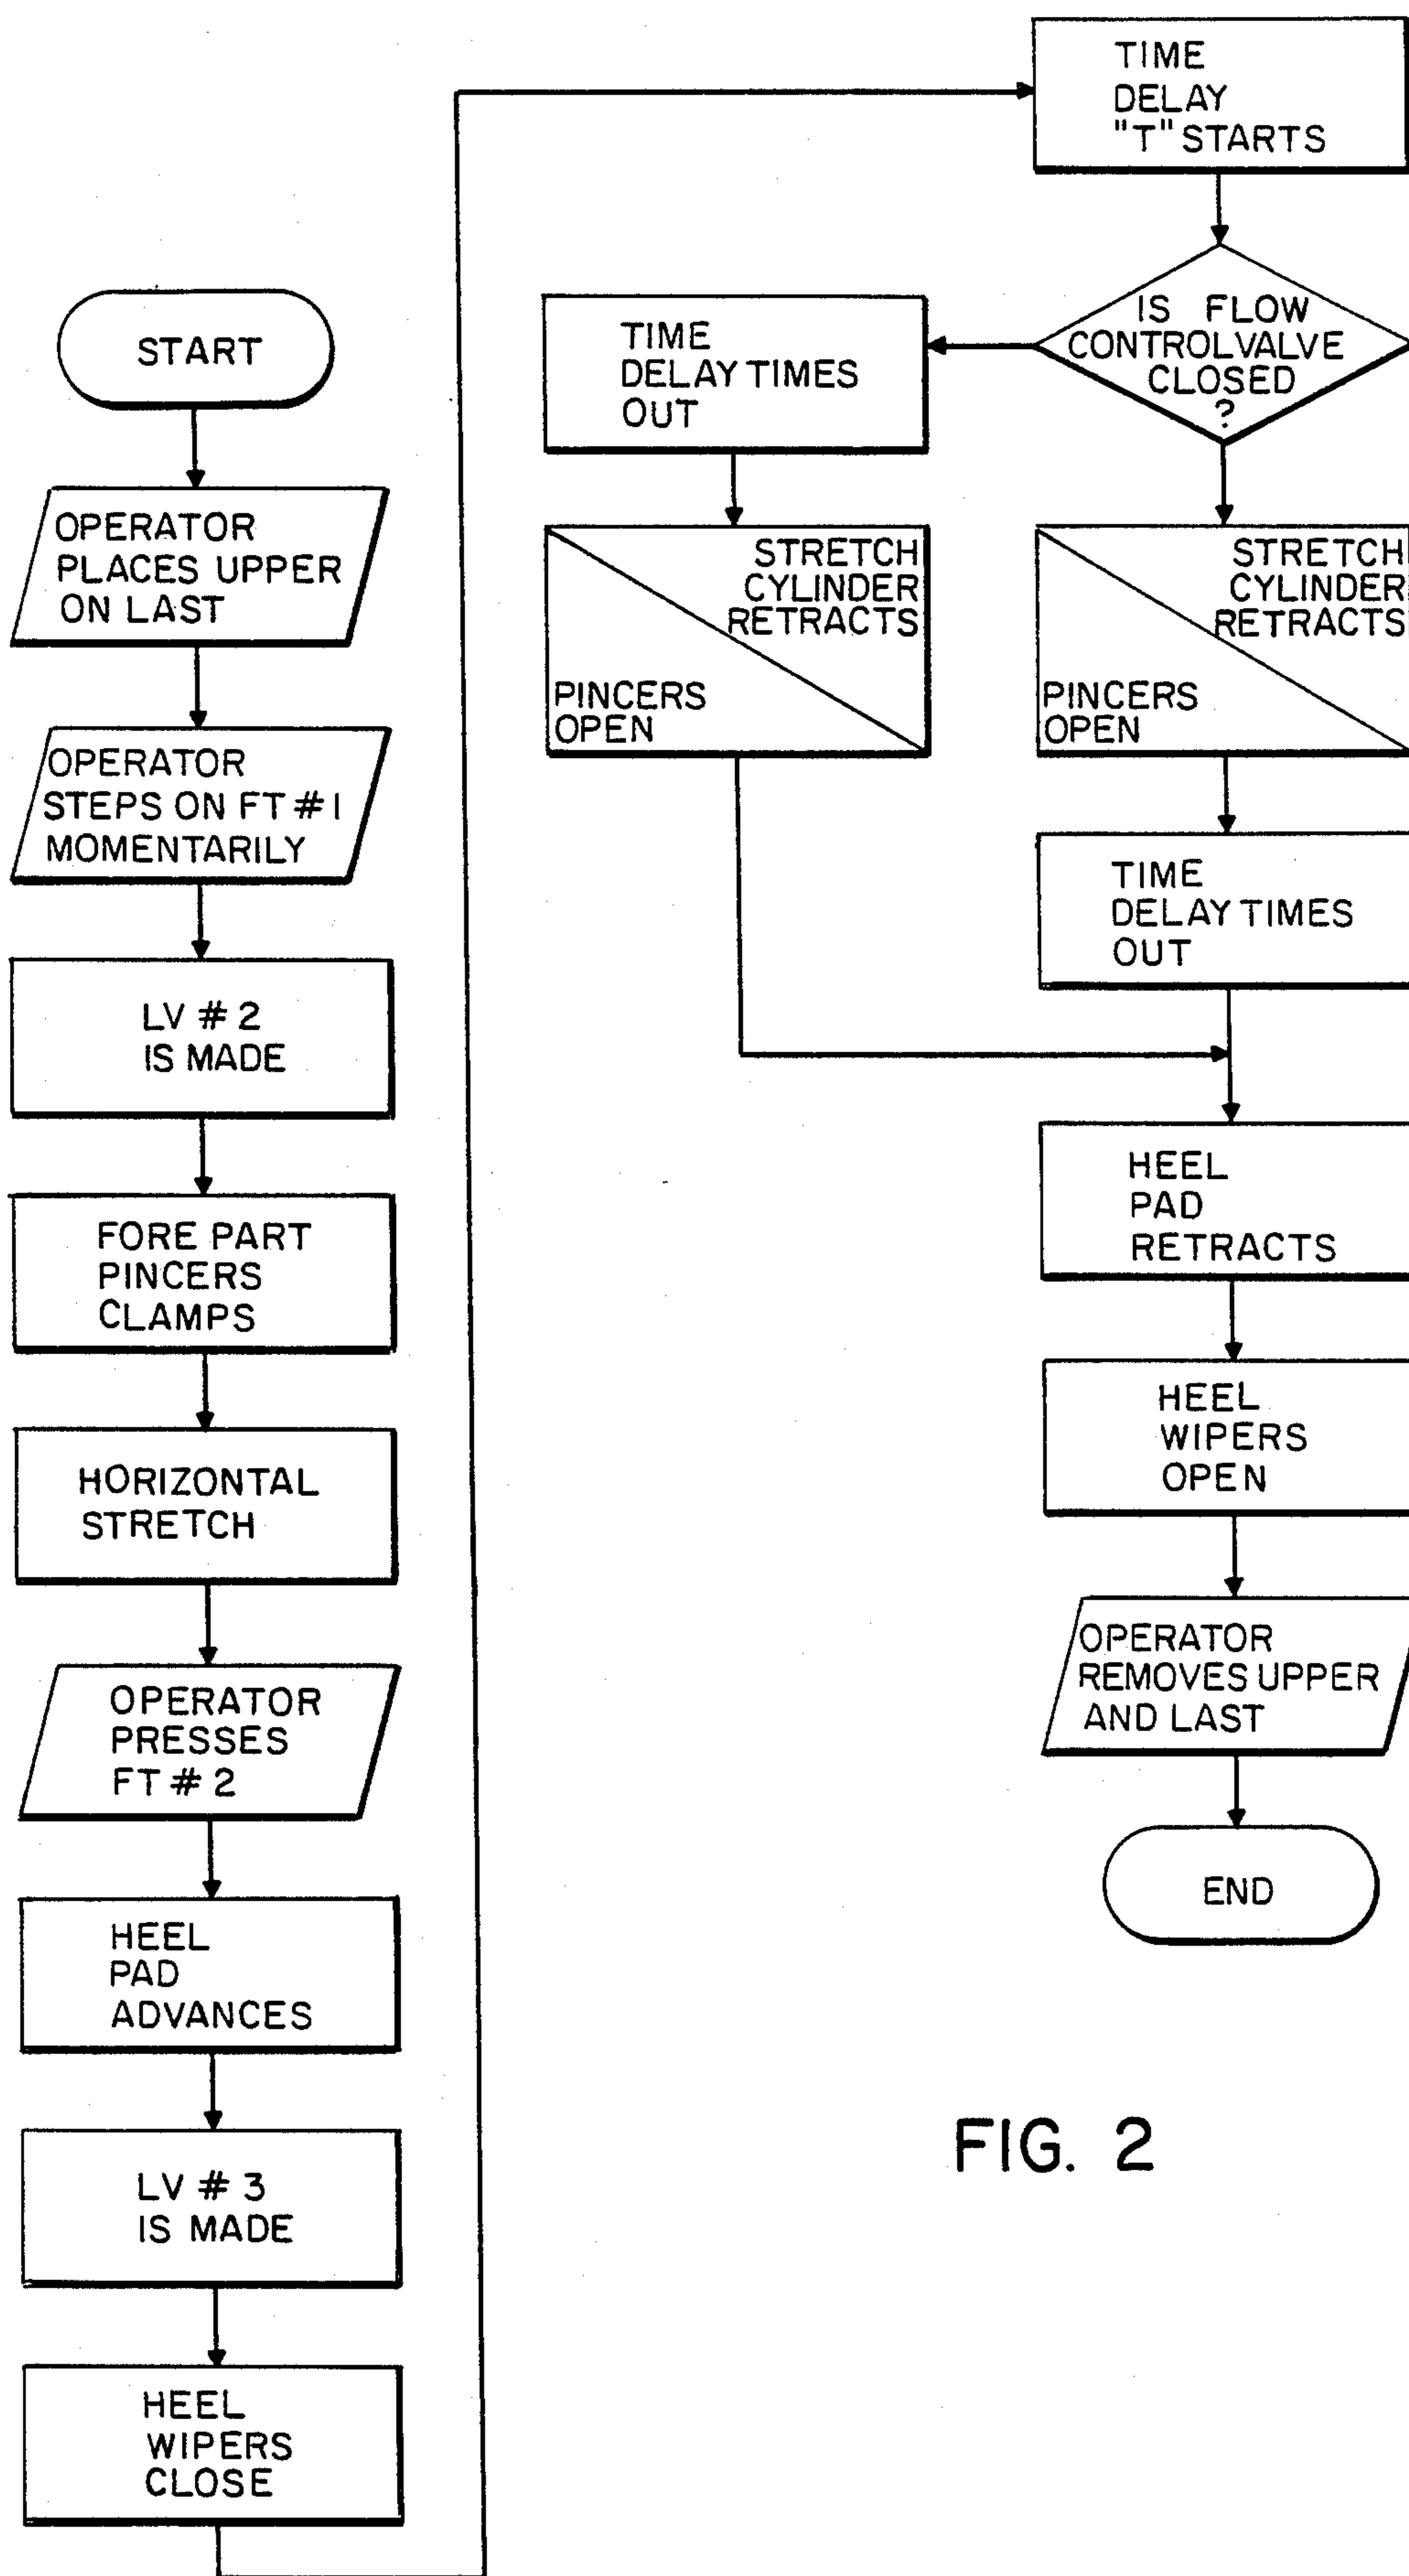 START
OPERATOR
PLACES UPPER
ON LAST
OPERATOR
STEPS ON FT #1
MOMENTARILY
LV # 2
IS MADE
FORE PART
PINCERS
CLAMPS
HORIZONTAL
STRETCH
OPERATOR
PRESSES
FT # 2
HEEL
PAD
ADVANCES
LV # 3
IS MADE
HEEL
WIPERS
CLOSE
TIME
DELAY
"T" STARTS
IS FLOW
CONTROLVALVE
CLOSED
?
TIME
DELAY TIMES
OUT
STRETCH
CYLINDER
RETRACTS
PINCERS
OPEN
STRETCH
CYLINDER
RETRACTS
PINCERS
OPEN
TIME
DELAY TIMES
OUT
HEEL
PAD
RETRACTS
HEEL
WIPERS
OPEN
OPERATOR
REMOVES UPPER
AND LAST
END
FIG. 2